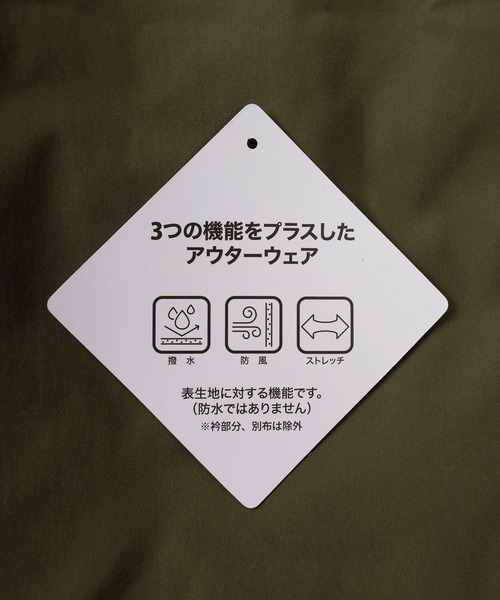 3つの機能をプラスした
アウターウェア
撥 水
防 風
ストレッチ
表生地に対する機能です。
（防水ではありません）
※衿部分、別布は除外